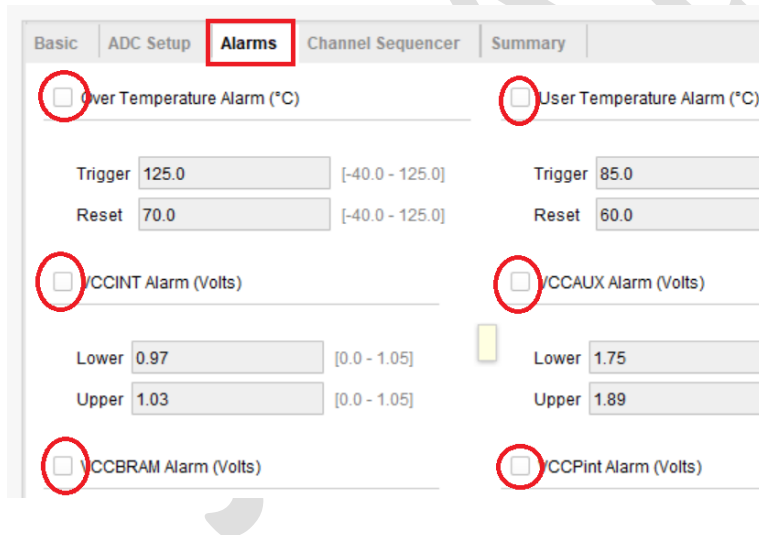 Basic ADC Setup Alarms Channel Sequencer Summary
Over Temperature Alarm (°C) User Temperature Alarm (°C)
Trigger 125.0 [-40.0 - 125.0] Trigger 85.0
Reset 70.0 [-40.0 - 125.0] Reset 60.0
VCCINT Alarm (Volts) VCCAUX Alarm (Volts)
Lower 0.97 [0.0 - 1.05] Lower 1.75
Upper 1.03 [0.0 - 1.05] Upper 1.89
VCCBRAM Alarm (Volts) VCCPint Alarm (Volts)